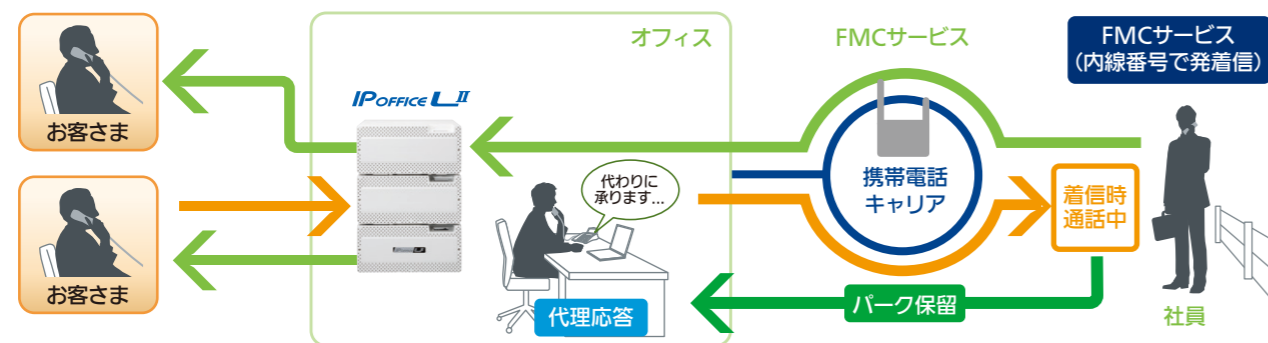 お客さま
お客さま
オフィス
IPOFFICE L II
代わりに
承ります...
代理応答
FMCサービス
携帯電話
キャリア
パーク保留
FMCサービス
（内線番号で発着信）
着信時
通話中
社員